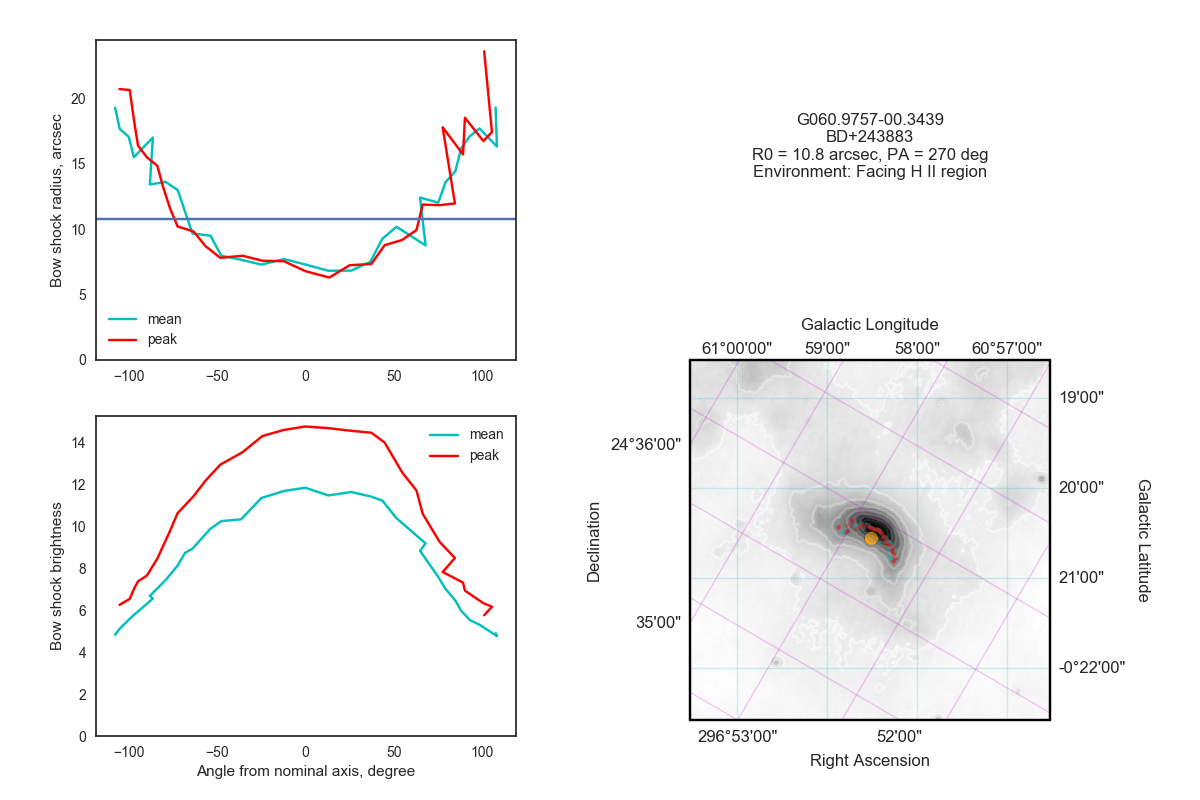 Bow shock radius, arcsec
20
15
10
5
0
mean
peak
−100
−50
0
50
100
Bow shock brightness
14
12
10
8
6
4
2
0
mean
peak
−100
−50
0
50
100
Angle from nominal axis, degree
G060.9757-00.3439
BD+243883
R0 = 10.8 arcsec, PA = 270 deg
Environment: Facing H II region
Galactic Longitude
61°00'00"
59'00"
58'00"
60°57'00"
24°36'00"
35'00"
Declination
19'00"
20'00"
21'00"
-0°22'00"
Galactic Latitude
296°53'00"
52'00"
Right Ascension